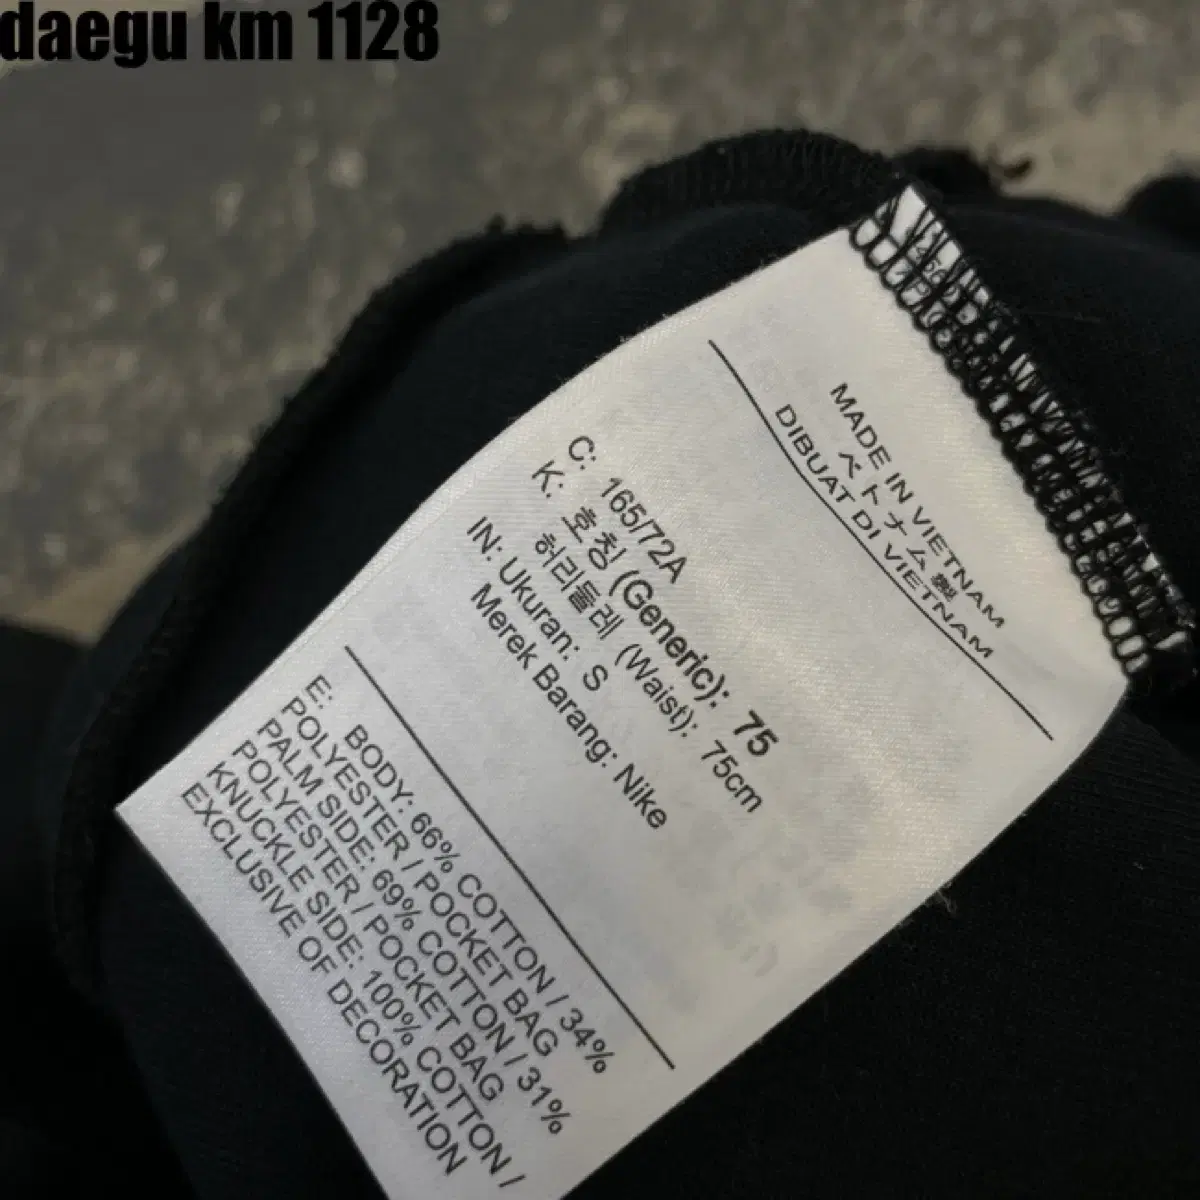 daegu km 1128
MADE IN VIETNAM
ベトナム製
DIBUAT DI VIETNAM
C: 165/72A
K: 호칭 (Generic): 75
허리둘레 (Waist): 75cm
IN: Ukuran: S
Merek Barang: Nike
E: BODY: 66% COTTON / 34%
POLYESTER / POCKET BAG
PALM SIDE: 69% COTTON / 31%
POLYESTER / POCKET BAG
KNUCKLE SIDE: 100% COTTON /
EXCLUSIVE OF DECORATION